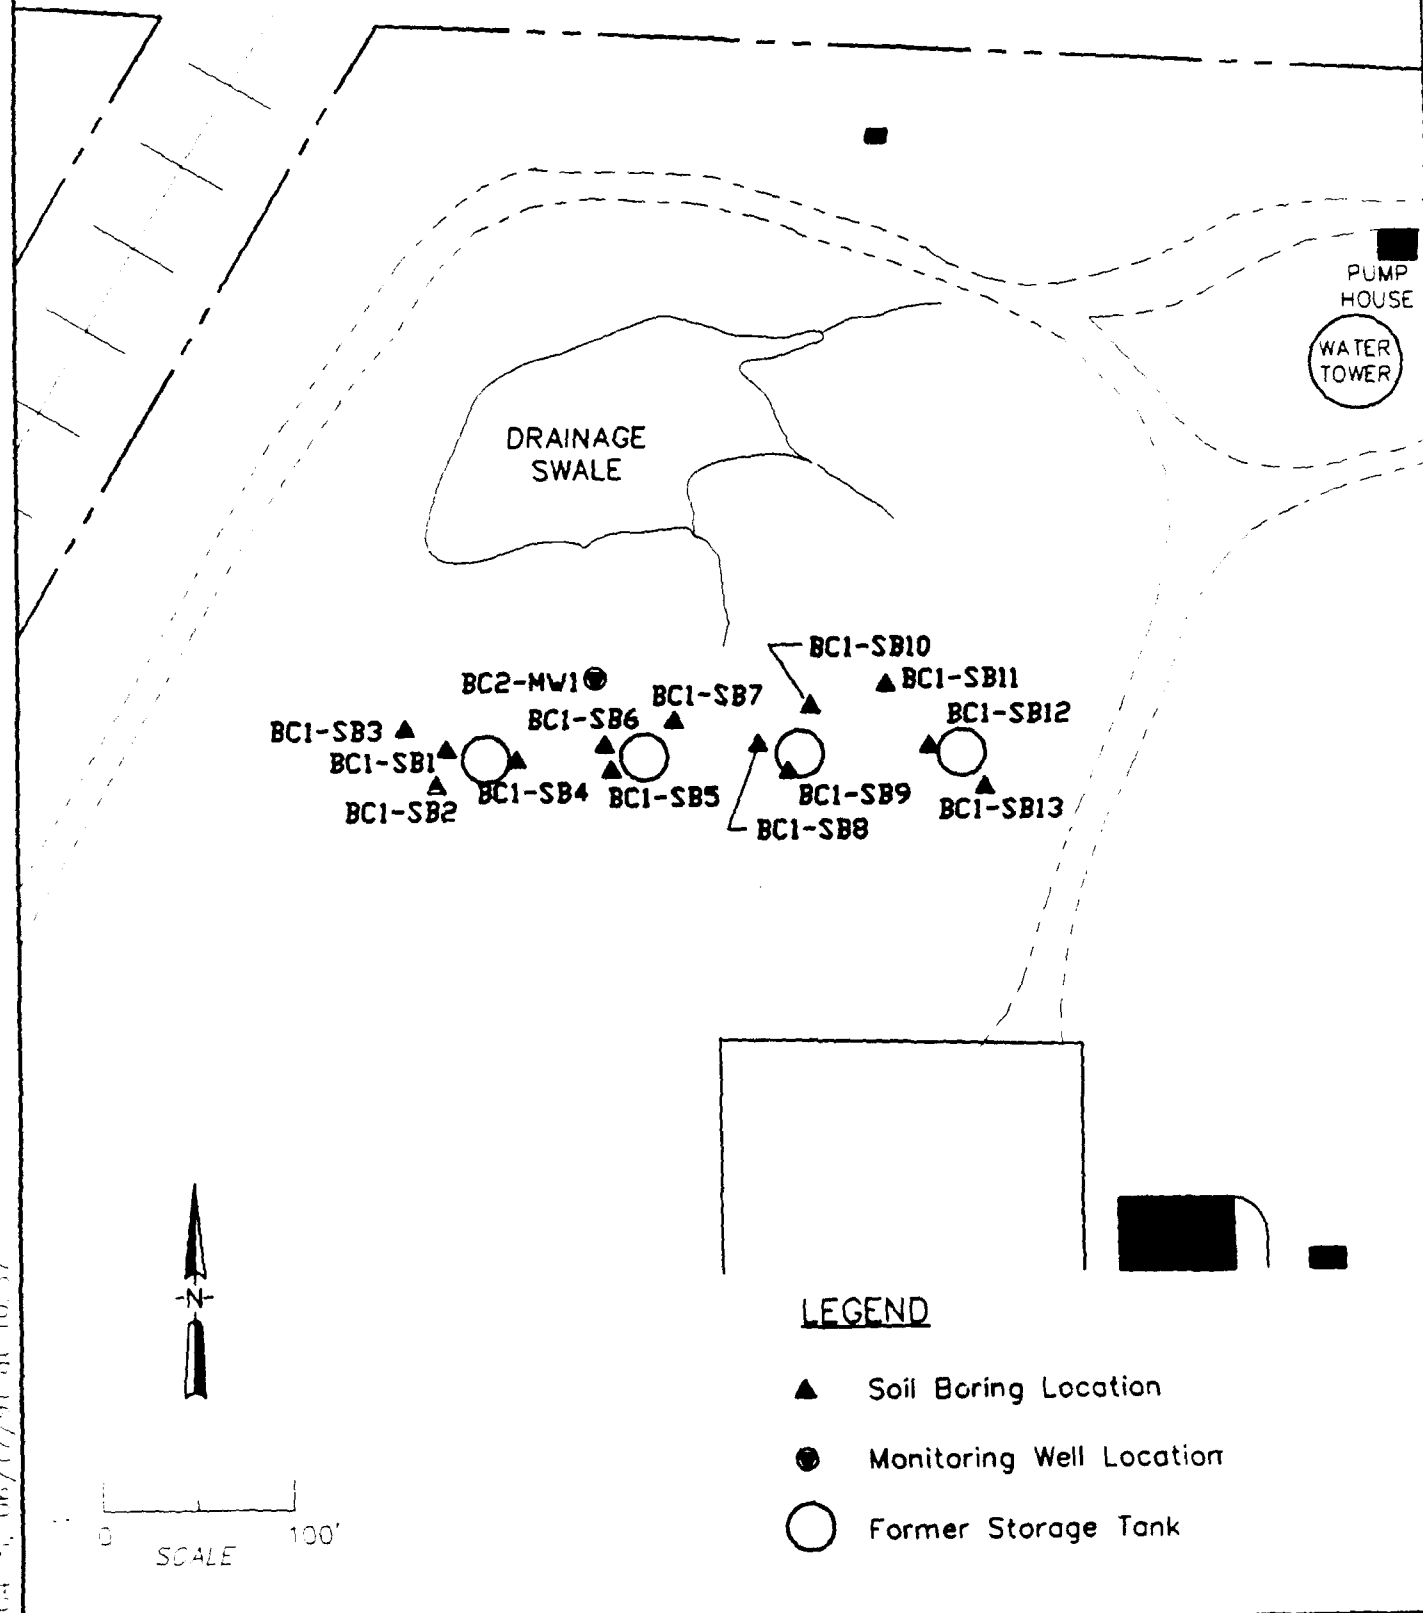 PUMP
HOUSE
WATER
TOWER
DRAINAGE
SWALE
BC1-SB10
BC2-MW1
BC1-SB11
BC1-SB7
BC1-SB6
BC1-SB12
BC1-SB3
BC1-SB1
BC1-SB4
BC1-SB5
BC1-SB9
BC1-SB2
BC1-SB13
BC1-SB8
-N-
LEGEND
Soil Boring Location
Monitoring Well Location
Former Storage Tank
0 100'
SCALE